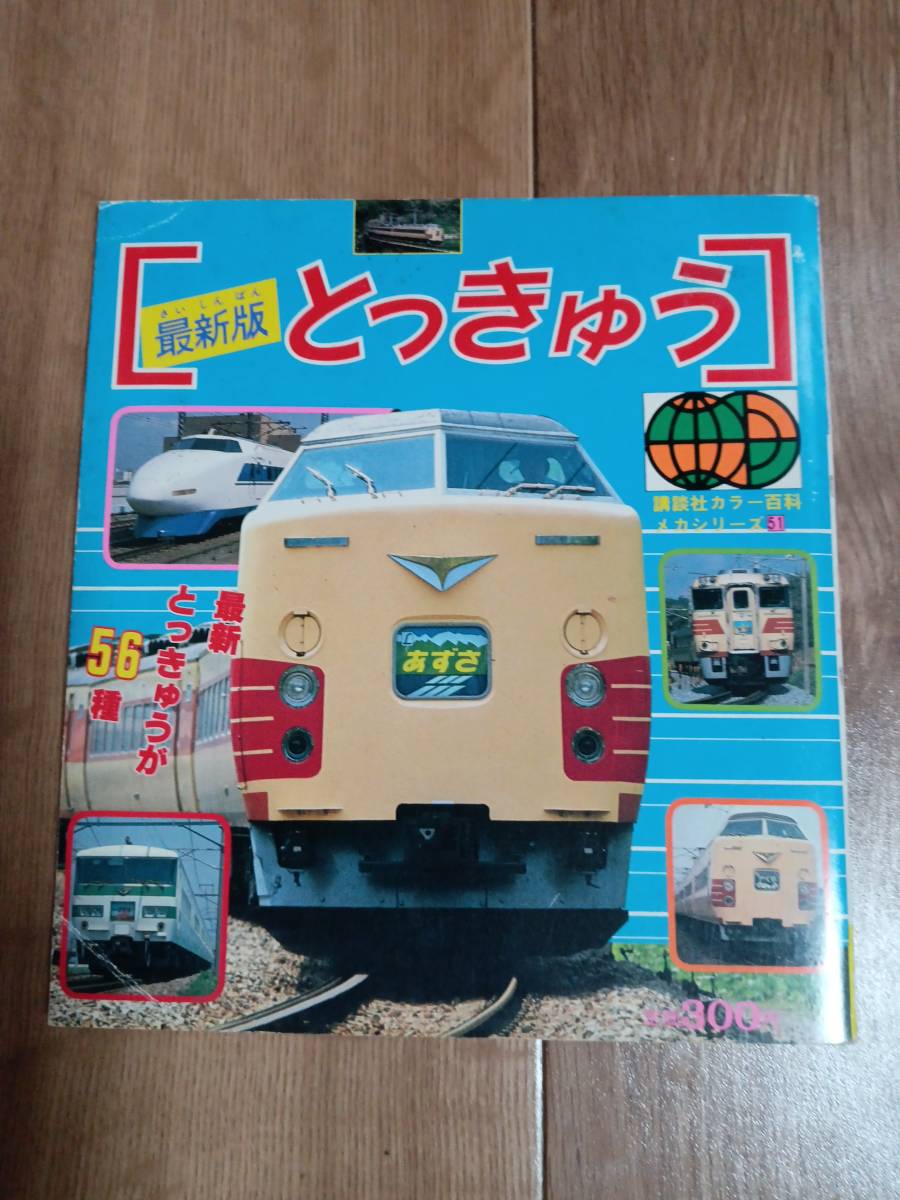 さいしんばん
最新版
とっきゅう
講談社カラー百科
メカシリーズ51
最新
とっきゅうが
56種
あずさ
300円